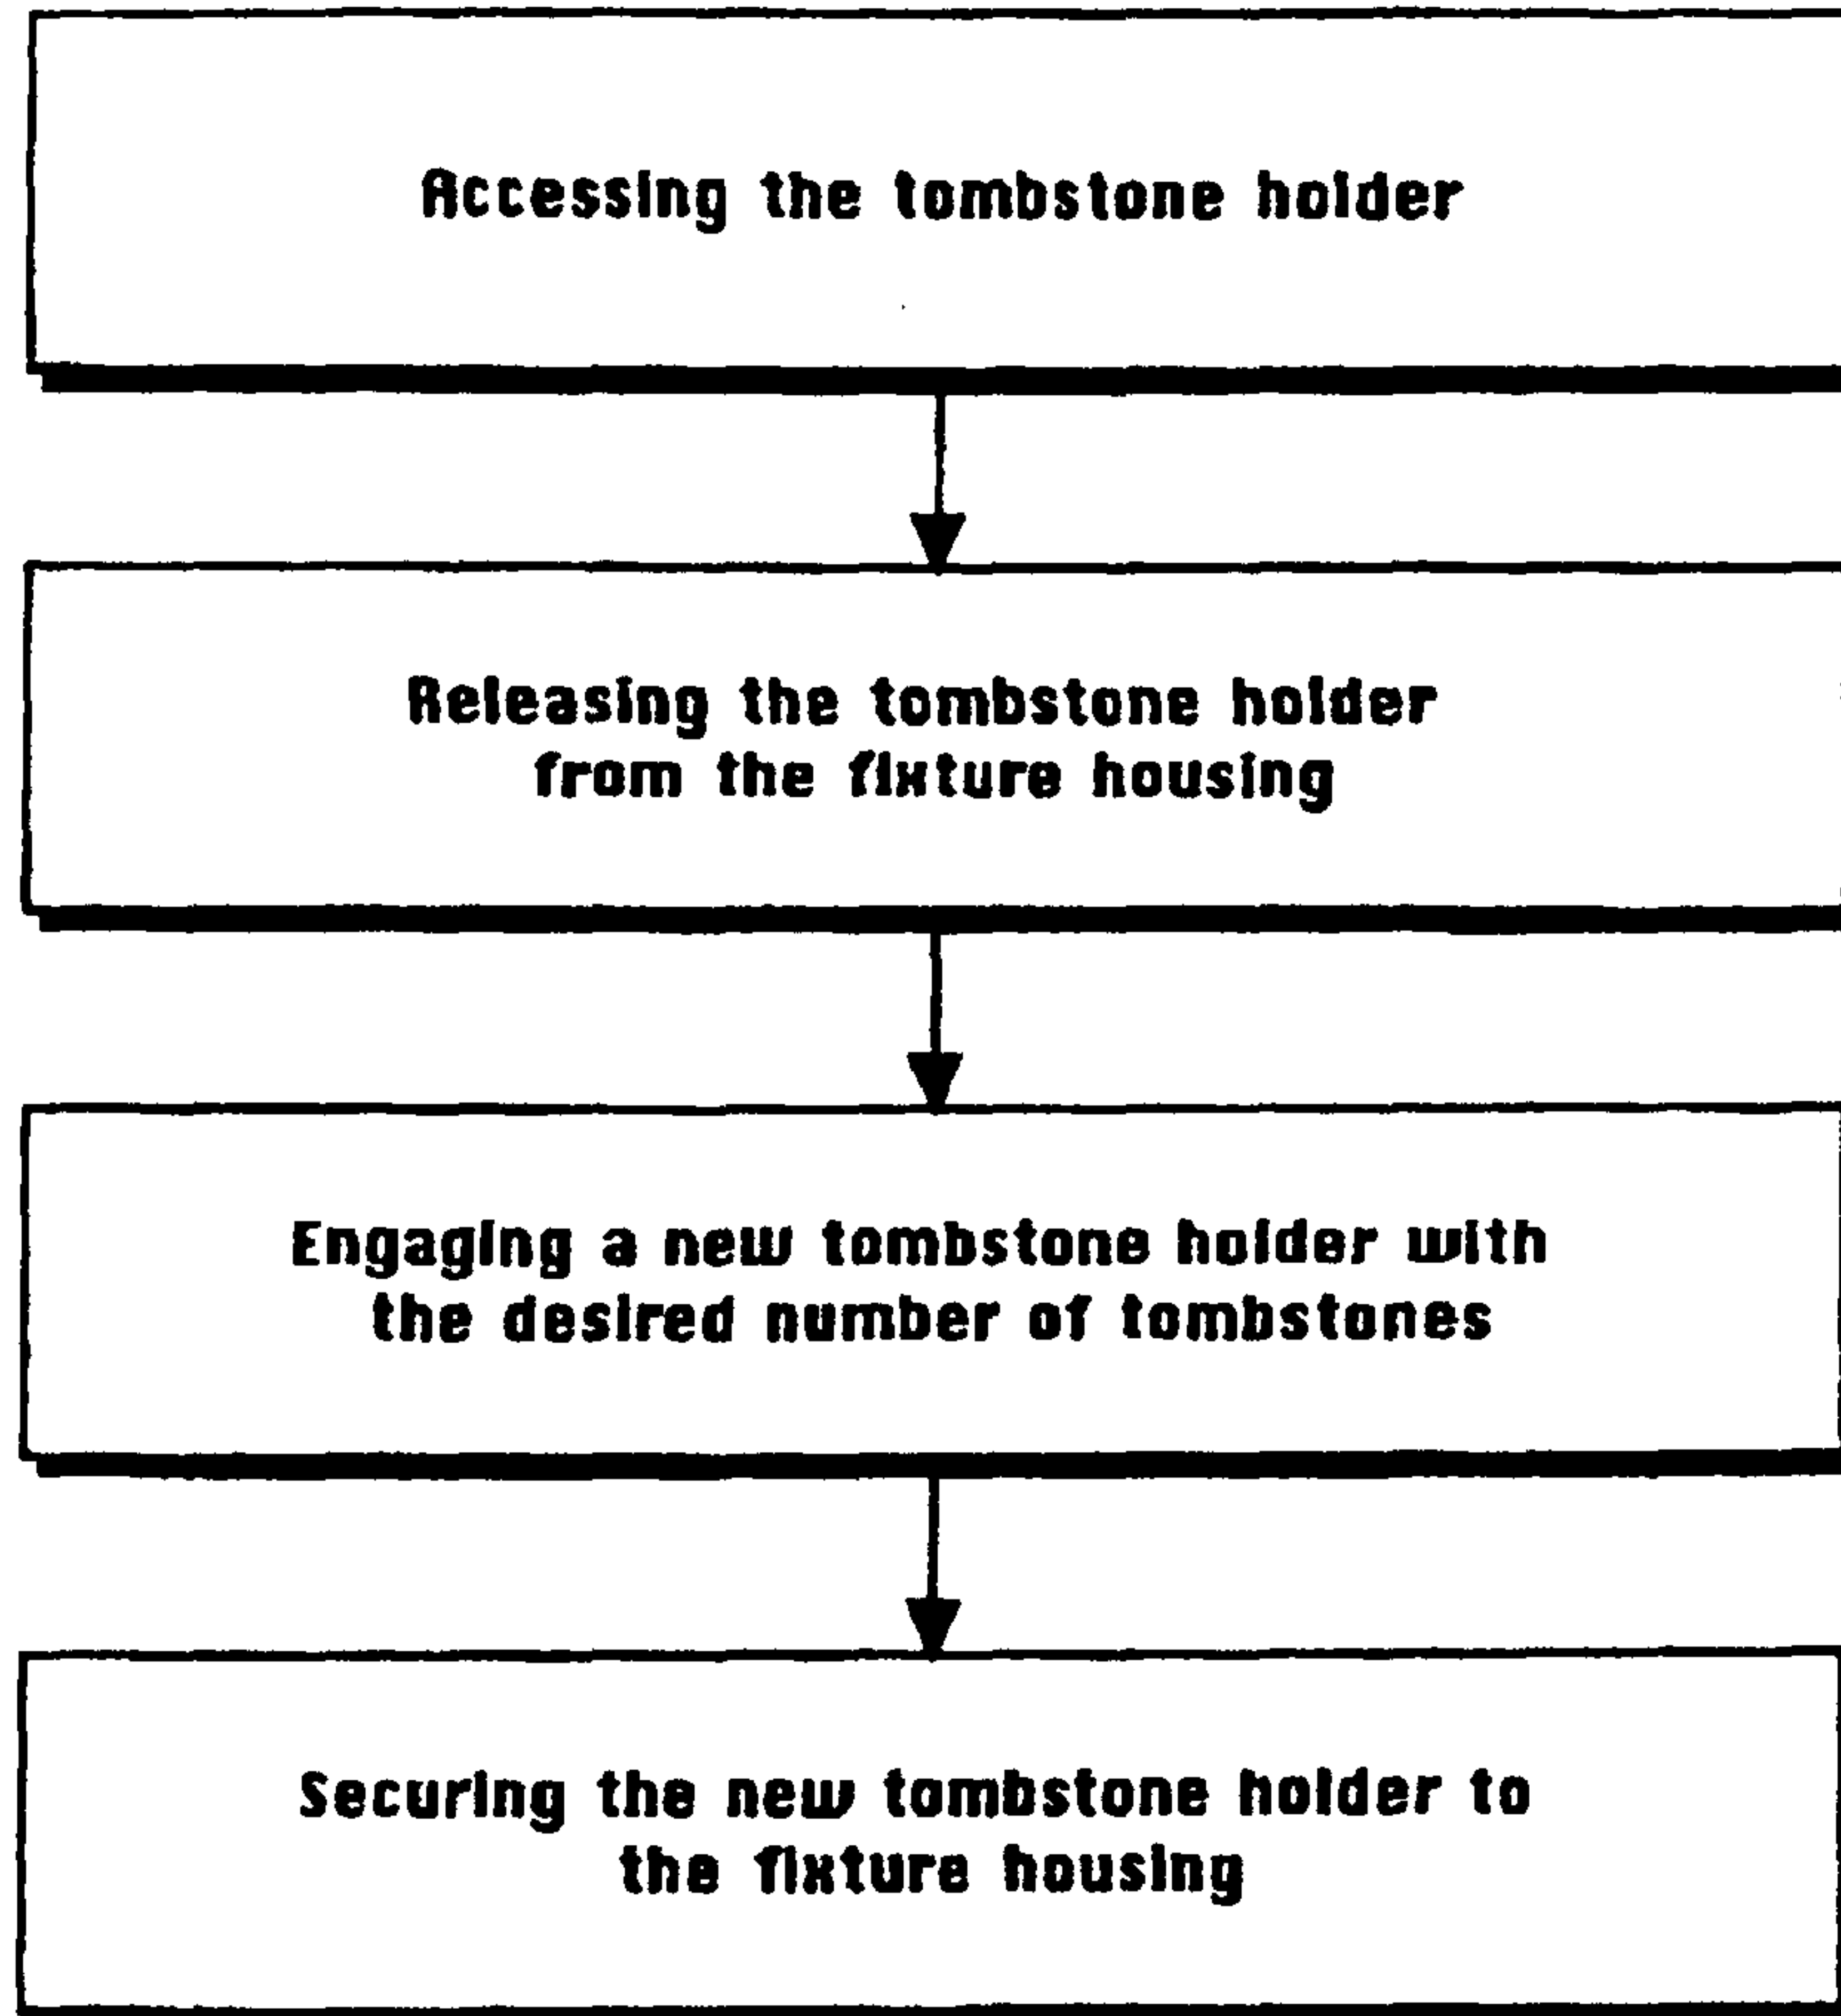 Accessing the tombstone holder
Releasing the tombstone holder
from the fixture housing
Engaging a new tombstone holder with
the desired number of tombstones
Securing the new tombstone holder to
the fixture housing